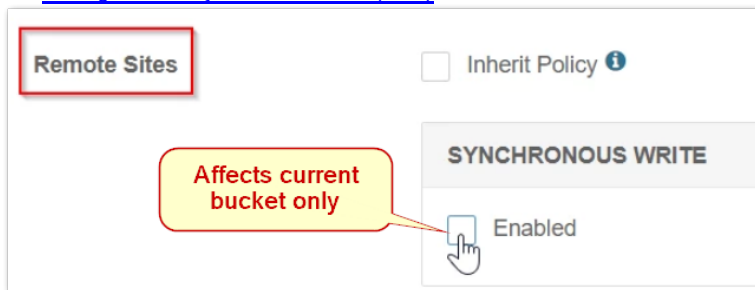 Remote Sites
Inherit Policy
SYNCHRONOUS WRITE
Affects current
bucket only
Enabled